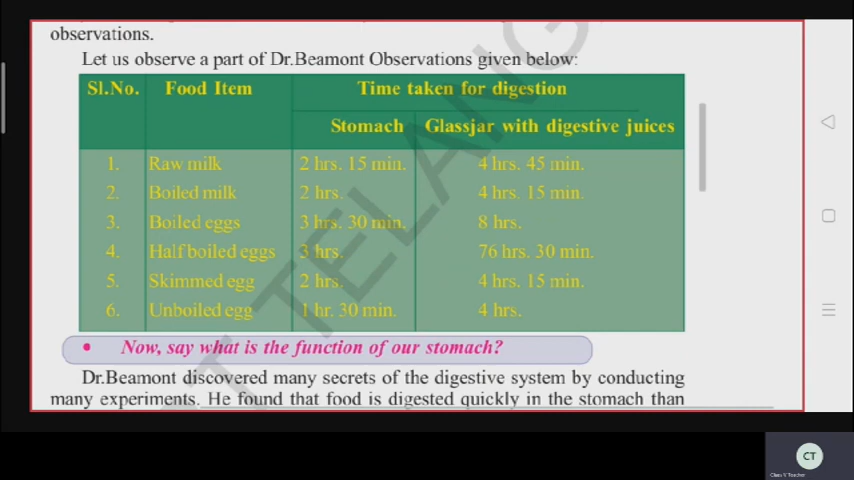 observations.
Let us observe a part of Dr.Beamont Observations given below:
Sl.No. Food Item Time taken for digestion
Stomach Glassjar with digestive juices
1. Raw milk 2 hrs. 15 min. 4 hrs. 45 min.
2. Boiled milk 2 hrs. 4 hrs. 15 min.
3. Boiled eggs 3 hrs. 30 min. 8 hrs.
4. Half boiled eggs 3 hrs. 76 hrs. 30 min.
5. Skimmed egg 2 hrs. 4 hrs. 15 min.
6. Unboiled egg 1 hr. 30 min. 4 hrs.
• Now, say what is the function of our stomach?
Dr.Beamont discovered many secrets of the digestive system by conducting
many experiments. He found that food is digested quickly in the stomach than
CT
Class V Teacher